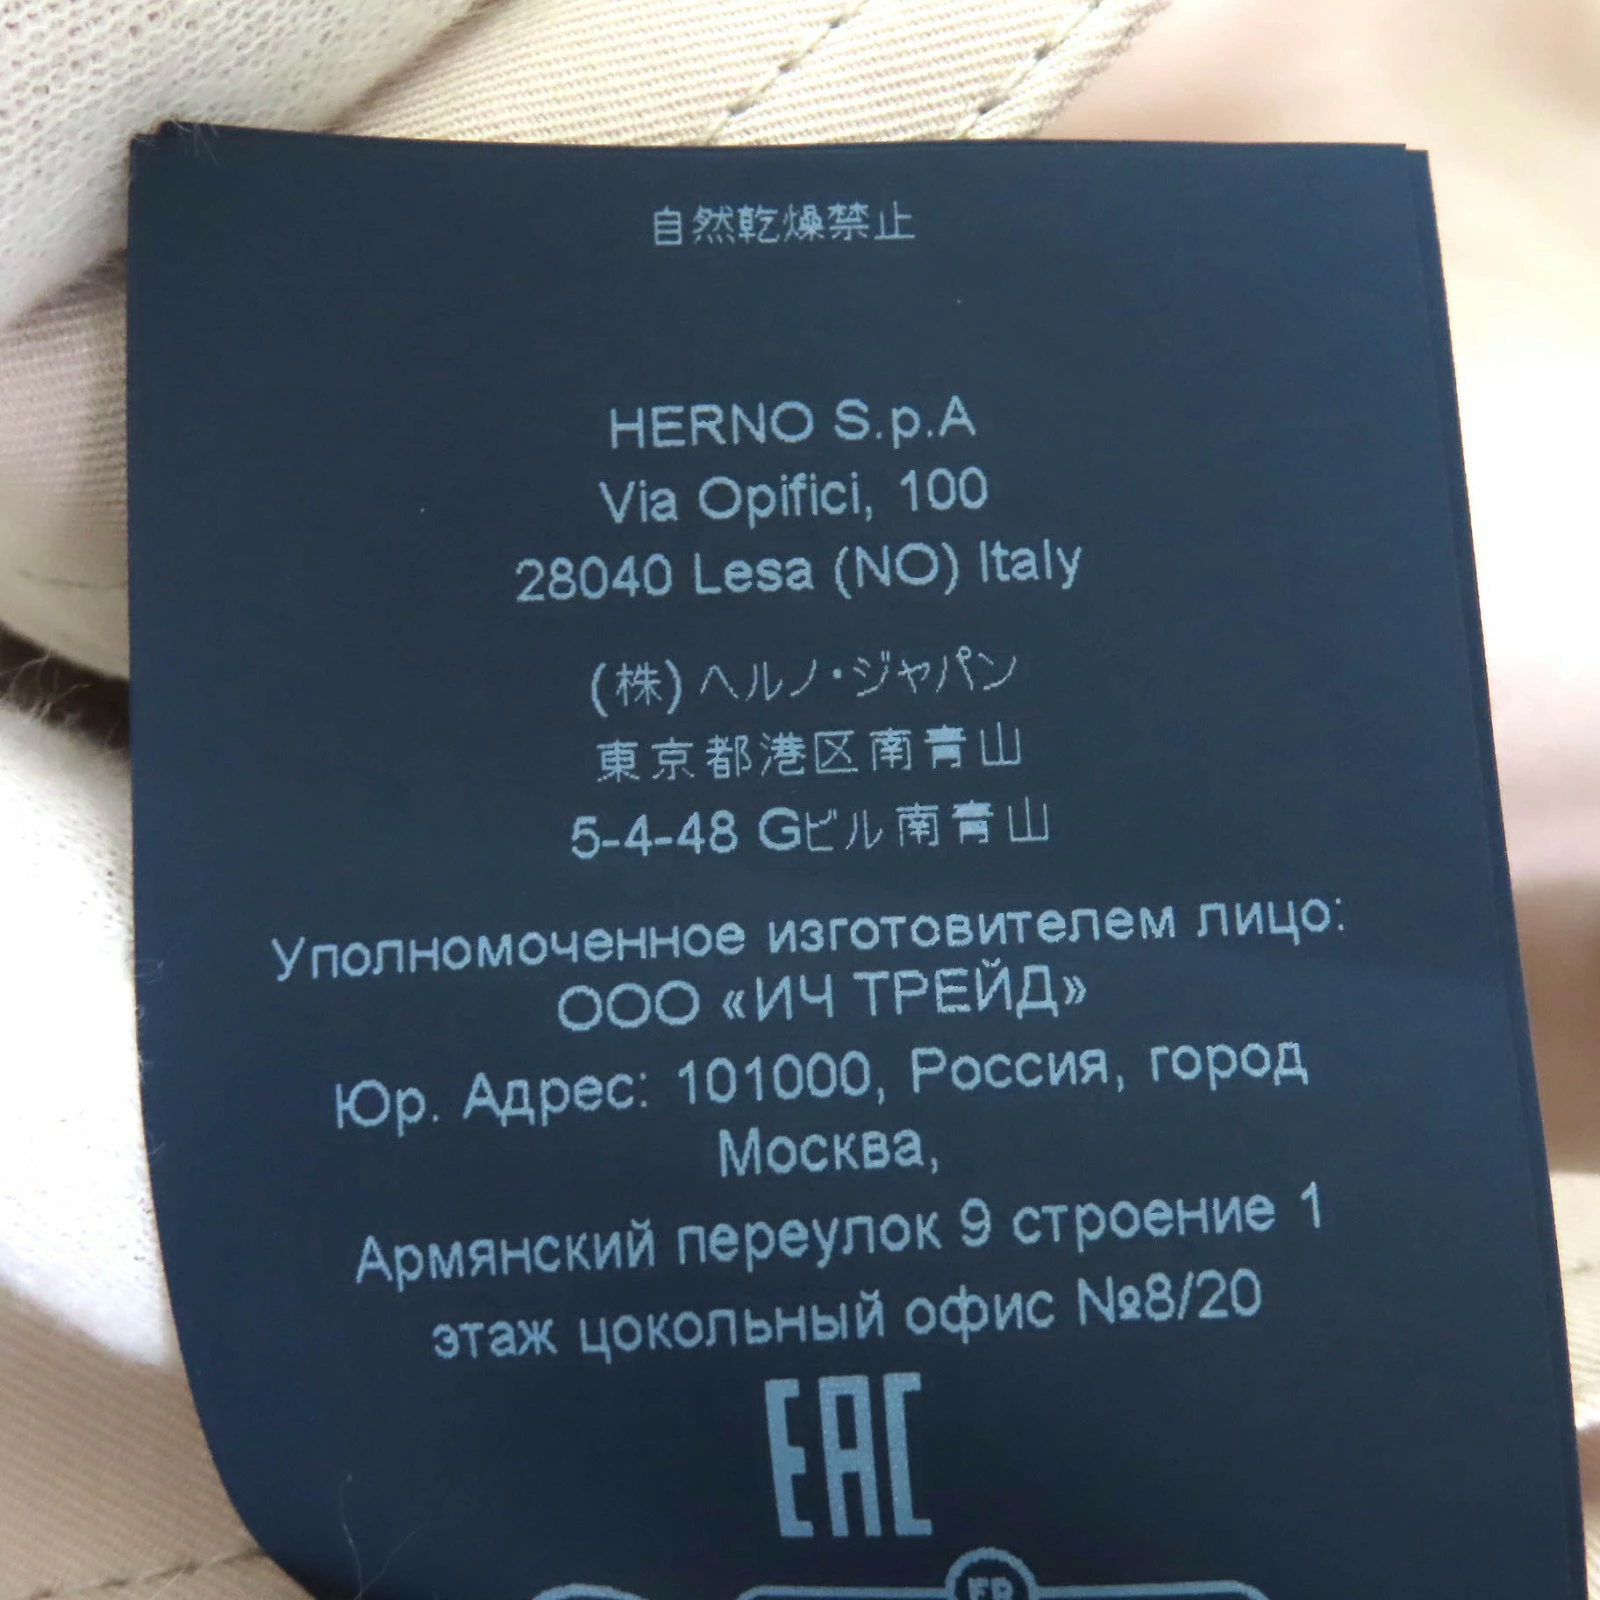 自然乾燥禁止
HERNO S.p.A
Via Opifici, 100
28040 Lesa (NO) Italy
(株)ヘルノ・ジャパン
東京都港区南青山
5-4-48 Gビル南青山
Уполномоченное изготовителем лицо:
ООО «ИЧ ТРЕЙД»
Юр. Адрес: 101000, Россия, город
Москва,
Армянский переулок 9 строение 1
этаж цокольный офис №8/20
EAC
FR